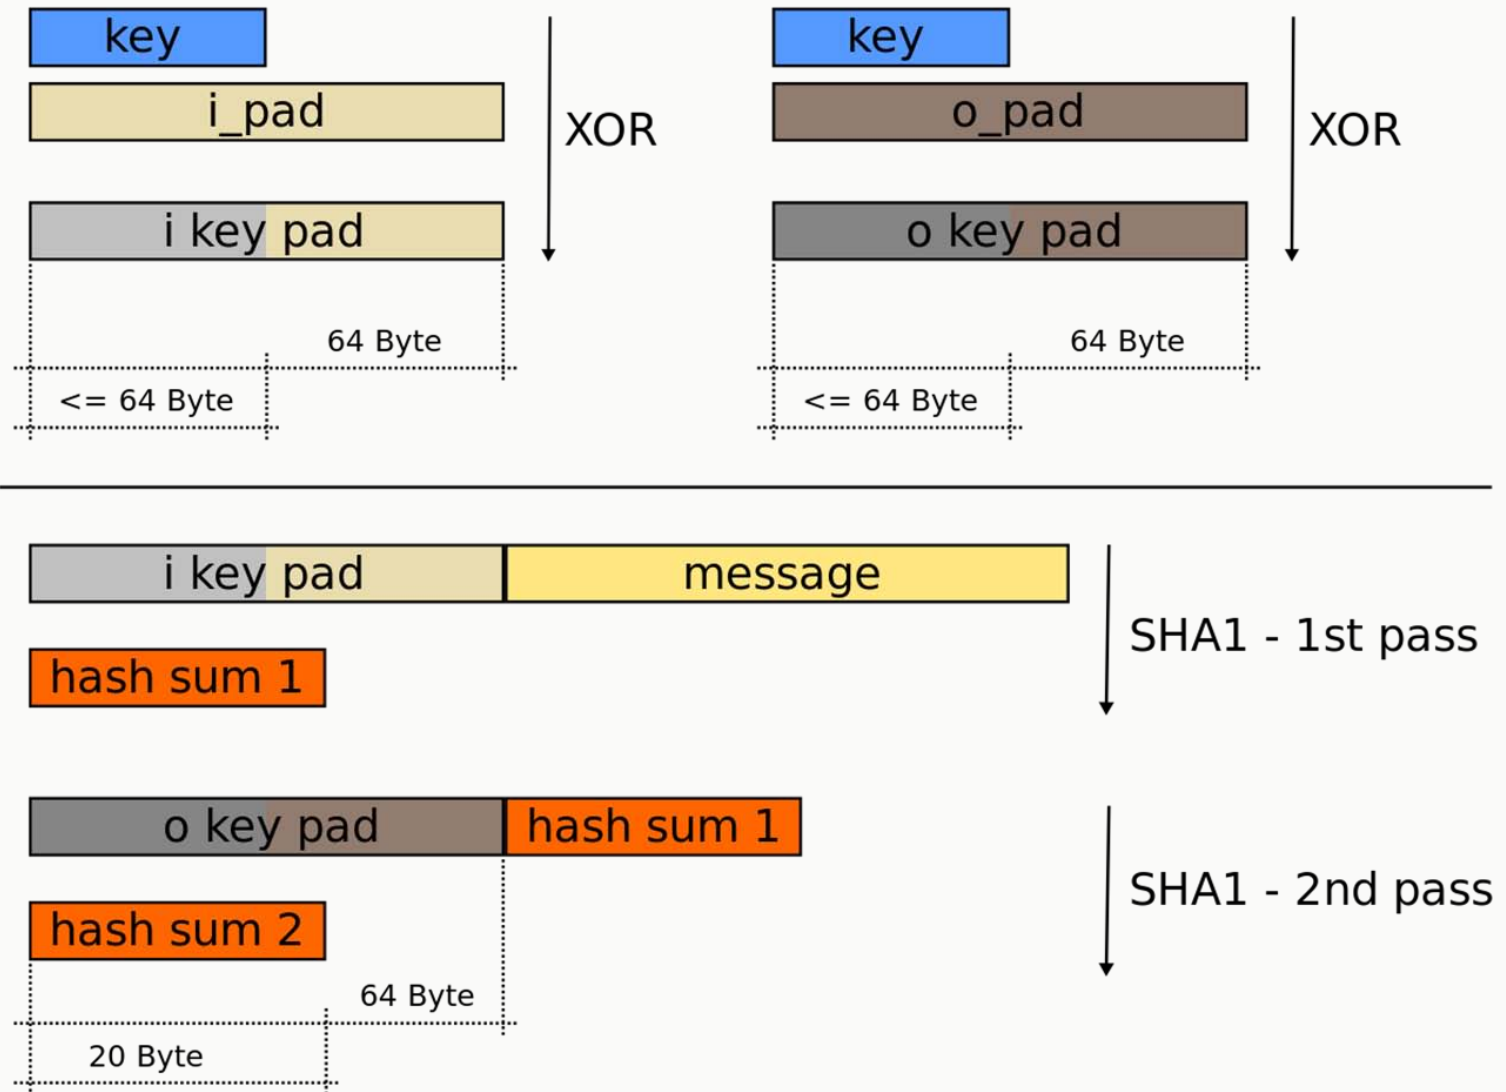 key
i_pad
XOR
i key pad
64 Byte
<= 64 Byte
key
o_pad
XOR
o key pad
64 Byte
<= 64 Byte
i key pad
message
SHA1 - 1st pass
hash sum 1
o key pad
hash sum 1
SHA1 - 2nd pass
hash sum 2
64 Byte
20 Byte